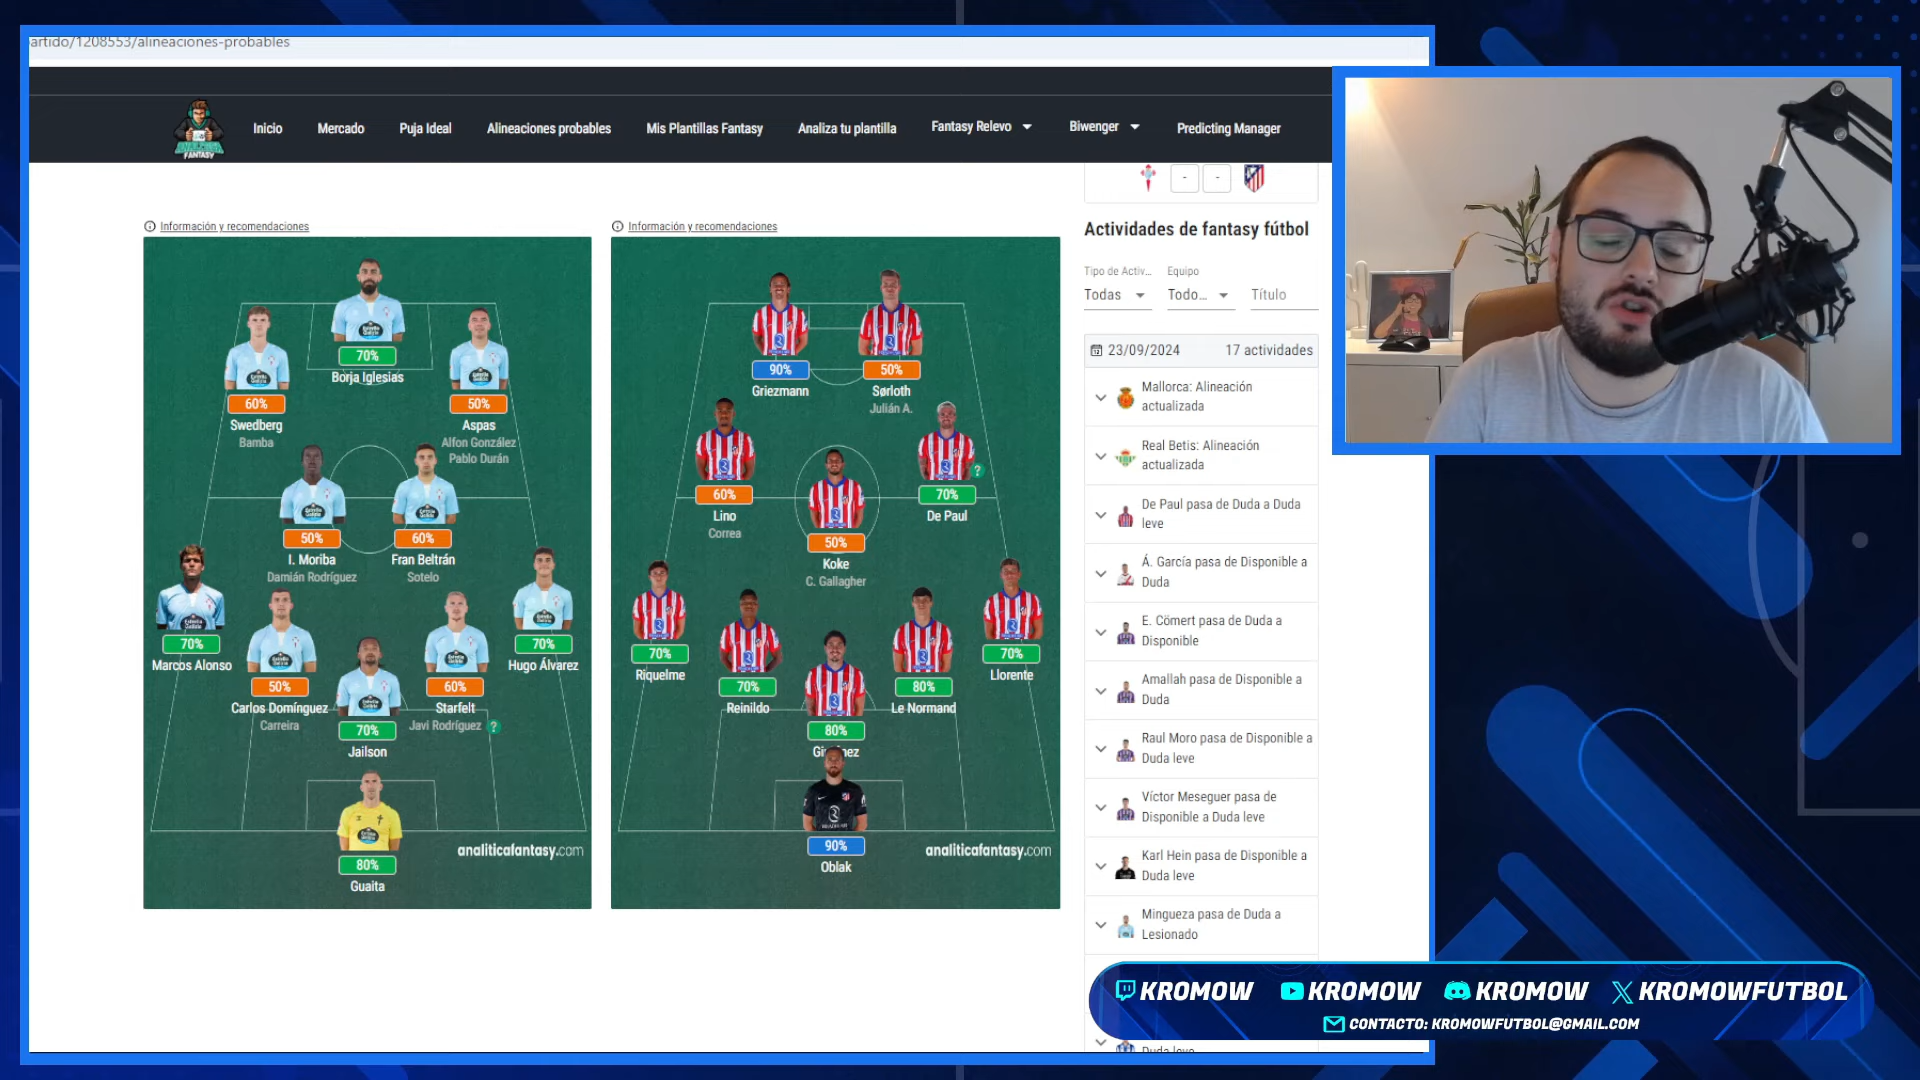 artido/1208553/alineaciones-probables
ANALITICA
FANTASY
Inicio
Mercado
Puja Ideal
Alineaciones probables
Mis Plantillas Fantasy
Analiza tu plantilla
Fantasy Relevo
Biwenger
Predicting Manager
Información y recomendaciones
70%
Borja Iglesias
60%
Swedberg
Bamba
50%
Aspas
Alfon González
Pablo Durán
50%
I. Moriba
Damián Rodríguez
60%
Fran Beltrán
Sotelo
70%
Marcos Alonso
50%
Carlos Domínguez
Carreira
70%
Jailson
60%
Starfelt
Javi Rodríguez ?
70%
Hugo Álvarez
80%
Guaita
analiticafantasy.com
Información y recomendaciones
90%
Griezmann
50%
Sørloth
Julián A.
60%
Lino
Correa
50%
Koke
C. Gallagher
?
70%
De Paul
70%
Riquelme
70%
Reinildo
80%
80%
Le Normand
70%
Llorente
90%
Oblak
analiticafantasy.com
- -
Actividades de fantasy fútbol
Tipo de Activ...
Todas
Equipo
Todo...
Título
23/09/2024 17 actividades
Mallorca: Alineación
actualizada
Real Betis: Alineación
actualizada
De Paul pasa de Duda a Duda
leve
Á. García pasa de Disponible a
Duda
E. Cömert pasa de Duda a
Disponible
Amallah pasa de Disponible a
Duda
Raul Moro pasa de Disponible a
Duda leve
Víctor Meseguer pasa de
Disponible a Duda leve
Karl Hein pasa de Disponible a
Duda leve
Mingueza pasa de Duda a
Lesionado
Duda leve
KROMOW KROMOW KROMOW KROMOWFUTBOL
CONTACTO: KROMOWFUTBOL@GMAIL.COM